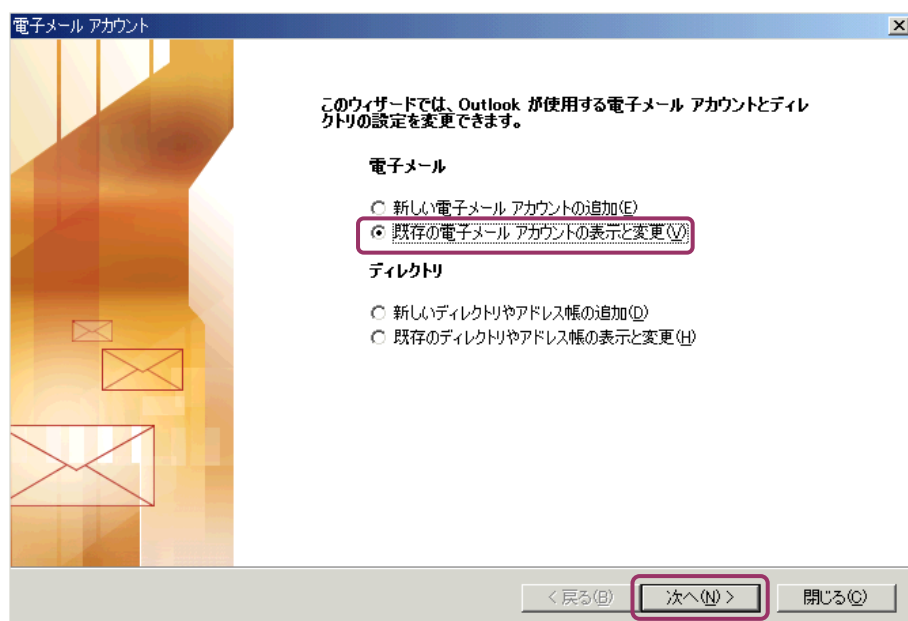 電子メール アカウント
このウィザードでは、Outlook が使用する電子メール アカウントとディレ
クトリの設定を変更できます。
電子メール
新しい電子メール アカウントの追加(E)
既存の電子メール アカウントの表示と変更(V)
ディレクトリ
新しいディレクトリやアドレス帳の追加(D)
既存のディレクトリやアドレス帳の表示と変更(H)
< 戻る(B)
次へ(N) >
閉じる(C)